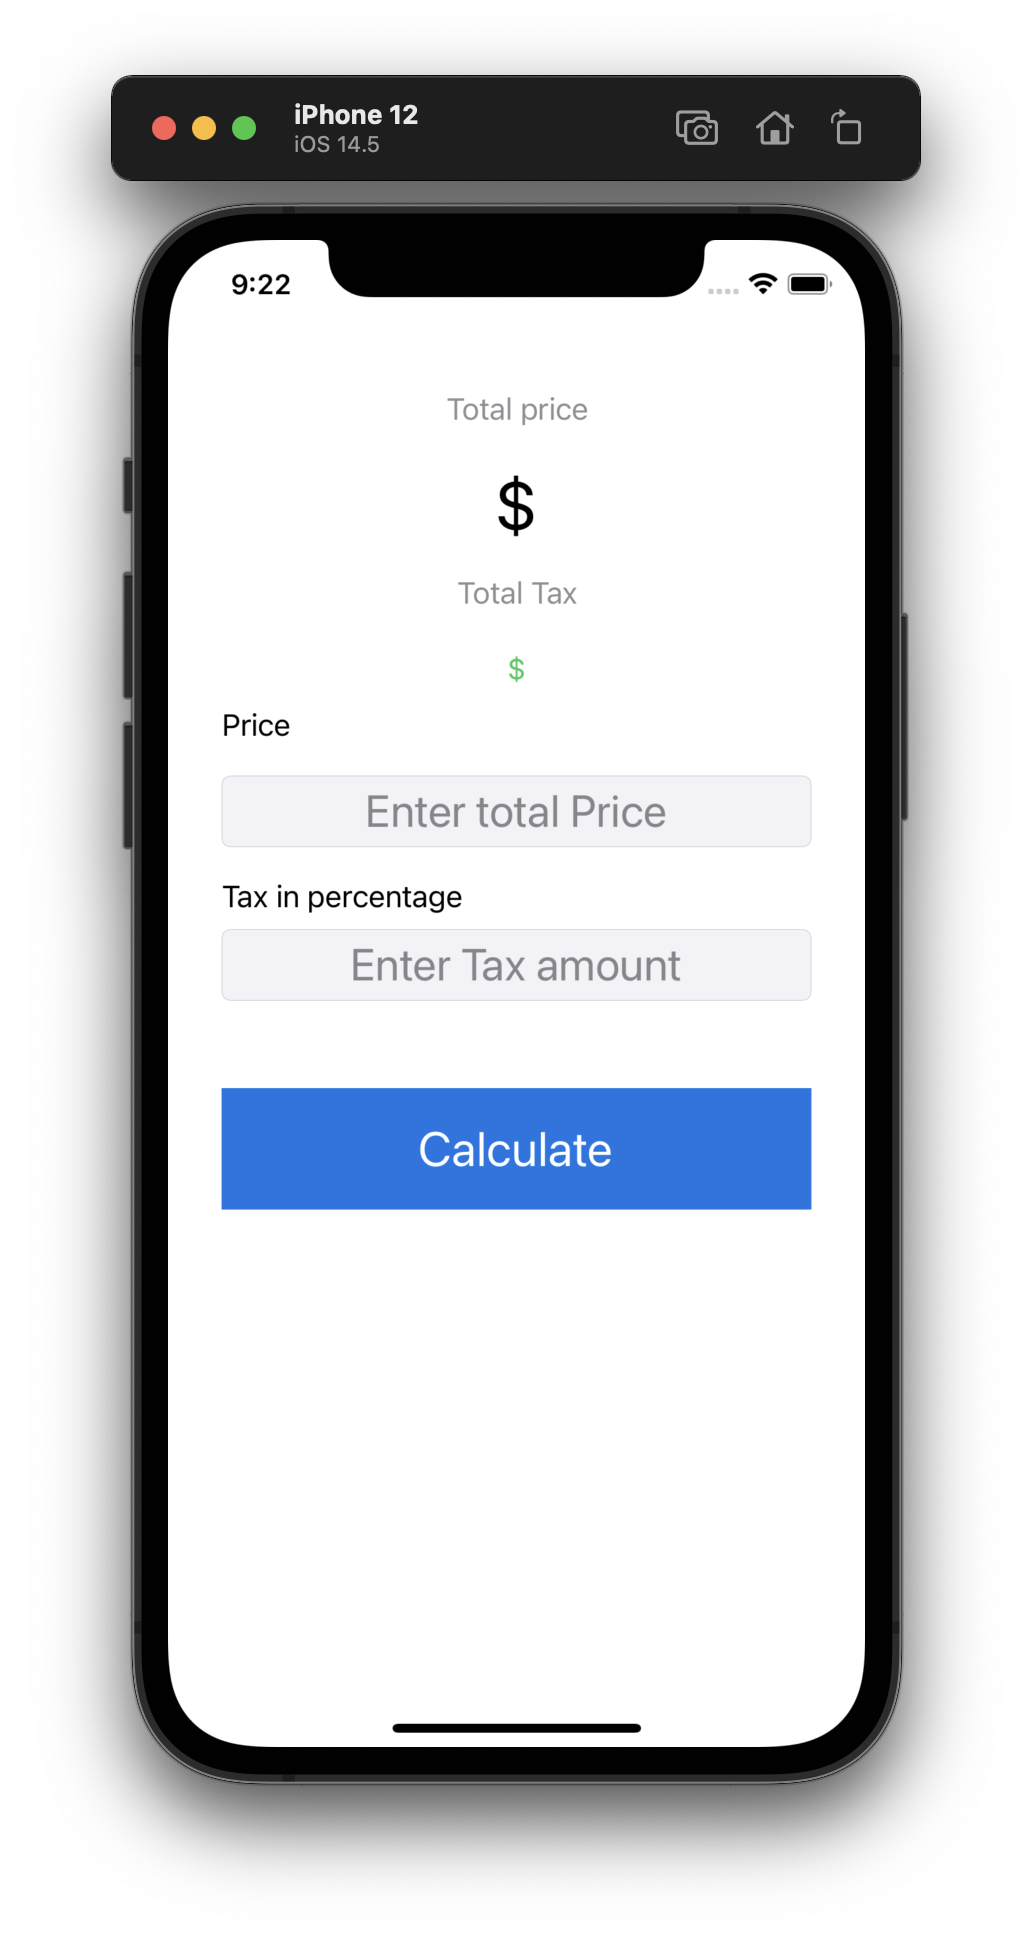 iPhone 12
iOS 14.5
9:22
Total price
$
Total Tax
$
Price
Enter total Price
Tax in percentage
Enter Tax amount
Calculate